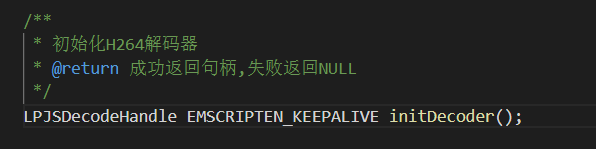 /**
* 初始化H264解码器
* @return 成功返回句柄,失败返回NULL
*/
LPJSDecodeHandle EMSCRIPTEN_KEEPALIVE initDecoder();